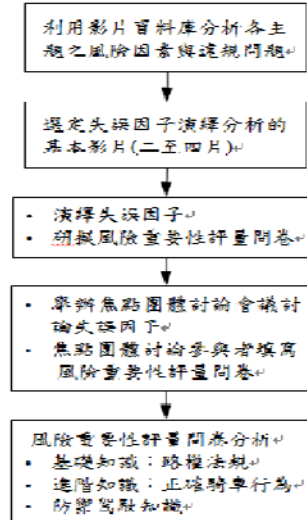 利用影片資料庫分析各主
題之風險因素與違規問題
選定失誤因子演繹分析的
基本影片(二至四片)
• 演繹失誤因子
• 研擬風險重要性評量問卷
• 舉辦焦點團體討論會議討
論失誤因子
• 焦點團體討論參與者填寫
風險重要性評量問卷
風險重要性評量問卷分析
• 基礎知識：路權法規
• 進階知識：正確騎車行為
• 防禦駕駛知識